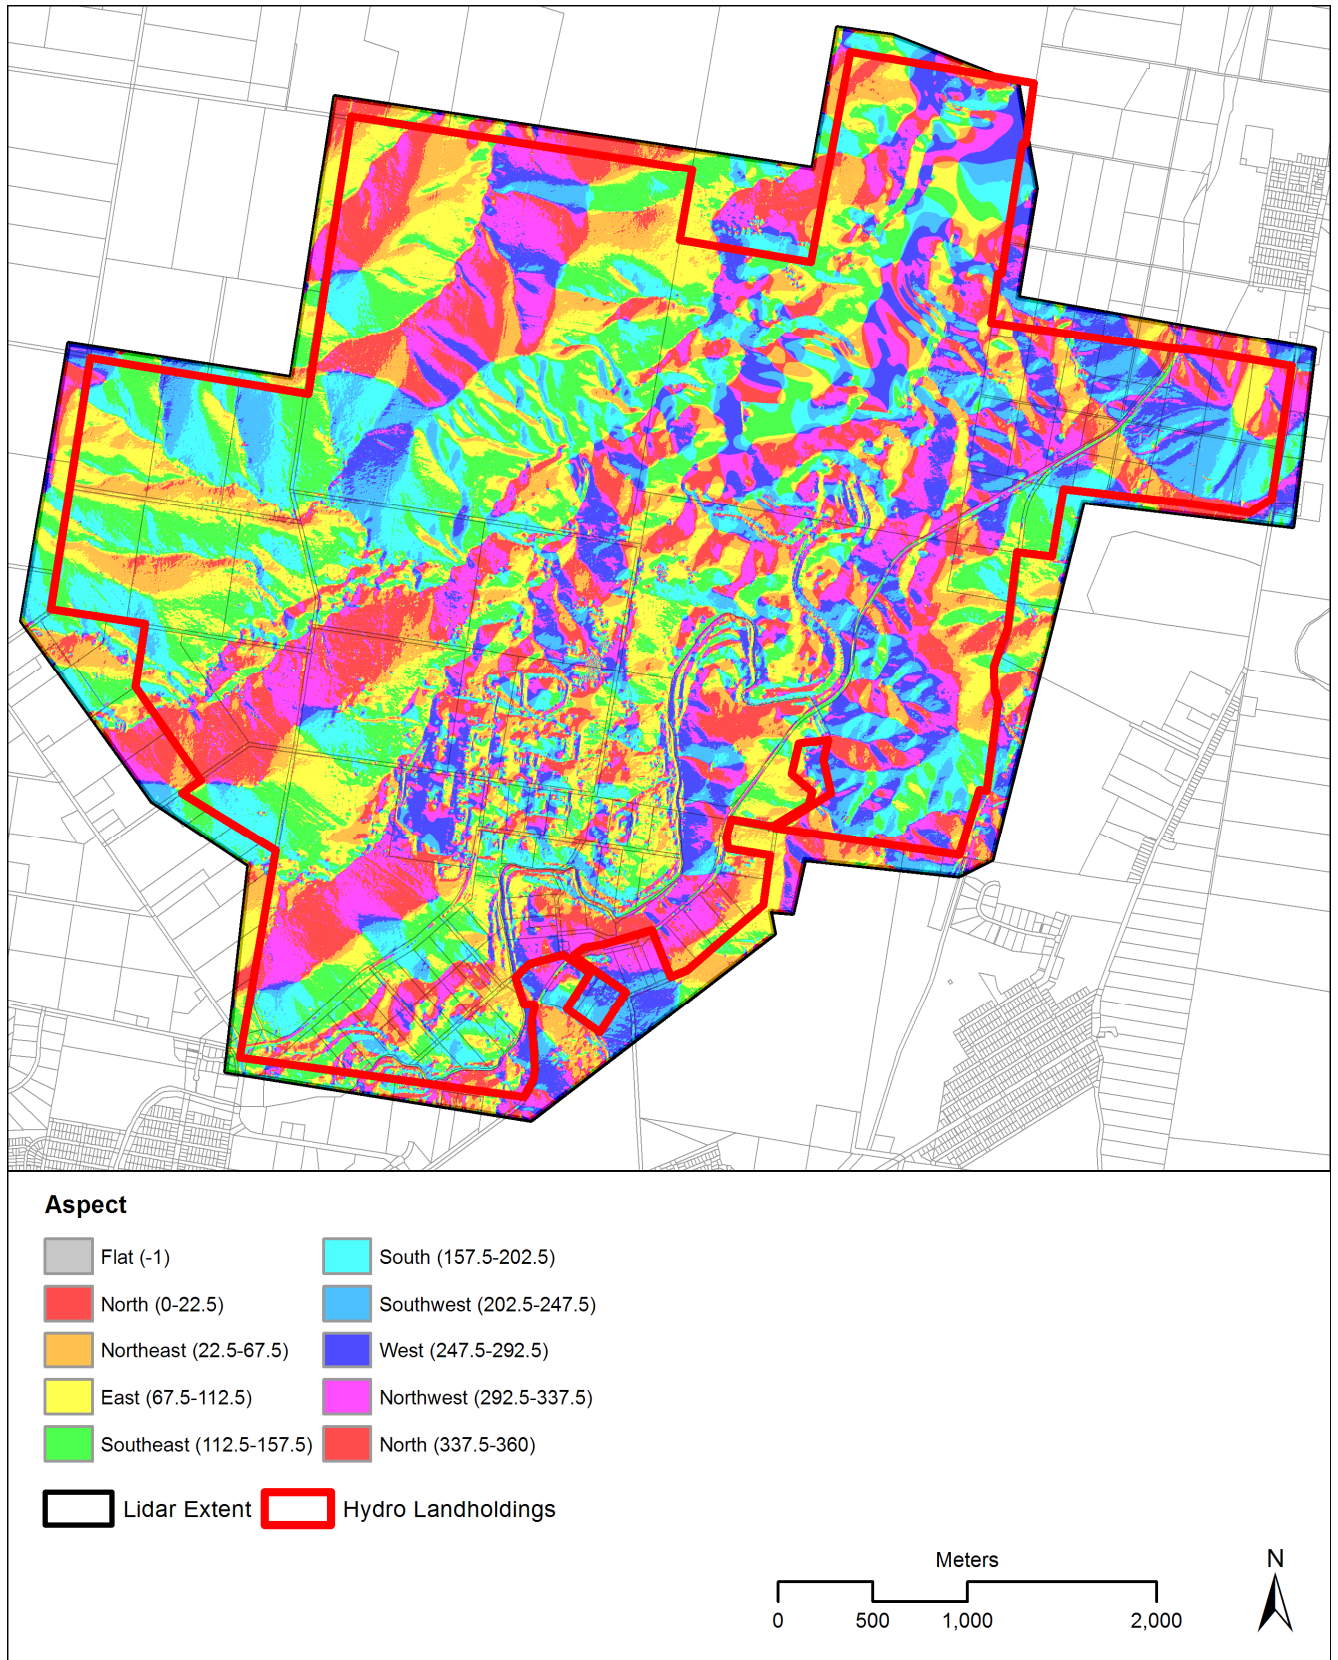 Aspect
Flat (-1)
North (0-22.5)
Northeast (22.5-67.5)
East (67.5-112.5)
Southeast (112.5-157.5)
South (157.5-202.5)
Southwest (202.5-247.5)
West (247.5-292.5)
Northwest (292.5-337.5)
North (337.5-360)
Lidar Extent
Hydro Landholdings
Meters
0 500 1,000 2,000
N